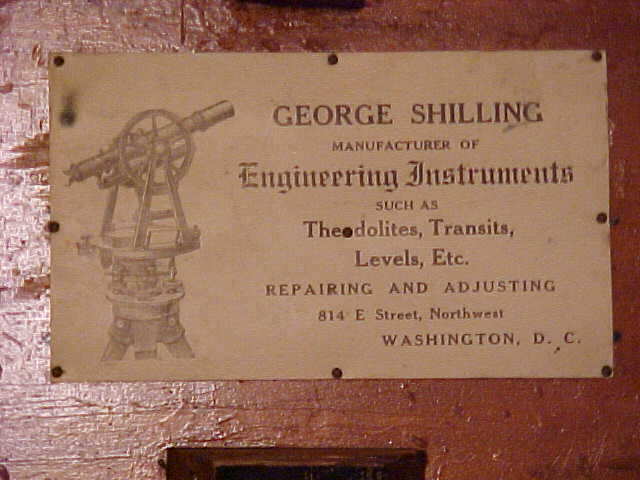 GEORGE SHILLING
MANUFACTURER OF
Engineering Instruments
SUCH AS
Theodolites, Transits,
Levels, Etc.
REPAIRING AND ADJUSTING
814 E Street, Northwest
WASHINGTON, D. C.